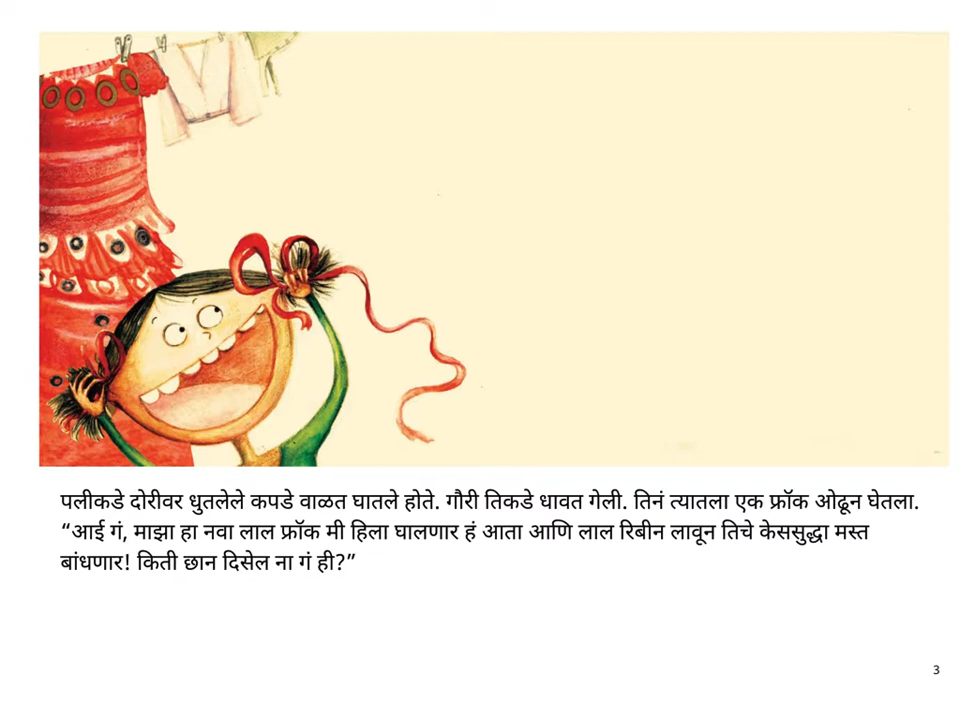 पलीकडे दोरीवर धुतलेले कपडे वाळत घातले होते. गौरी तिकडे धावत गेली. तिनं त्यातला एक फ्रॉक ओढून घेतला.
“आई गं, माझा हा नवा लाल फ्रॉक मी हिला घालणार हं आता आणि लाल रिबीन लावून तिचे केससुद्धा मस्त
बांधणार! किती छान दिसेल ना गं ही?”
3